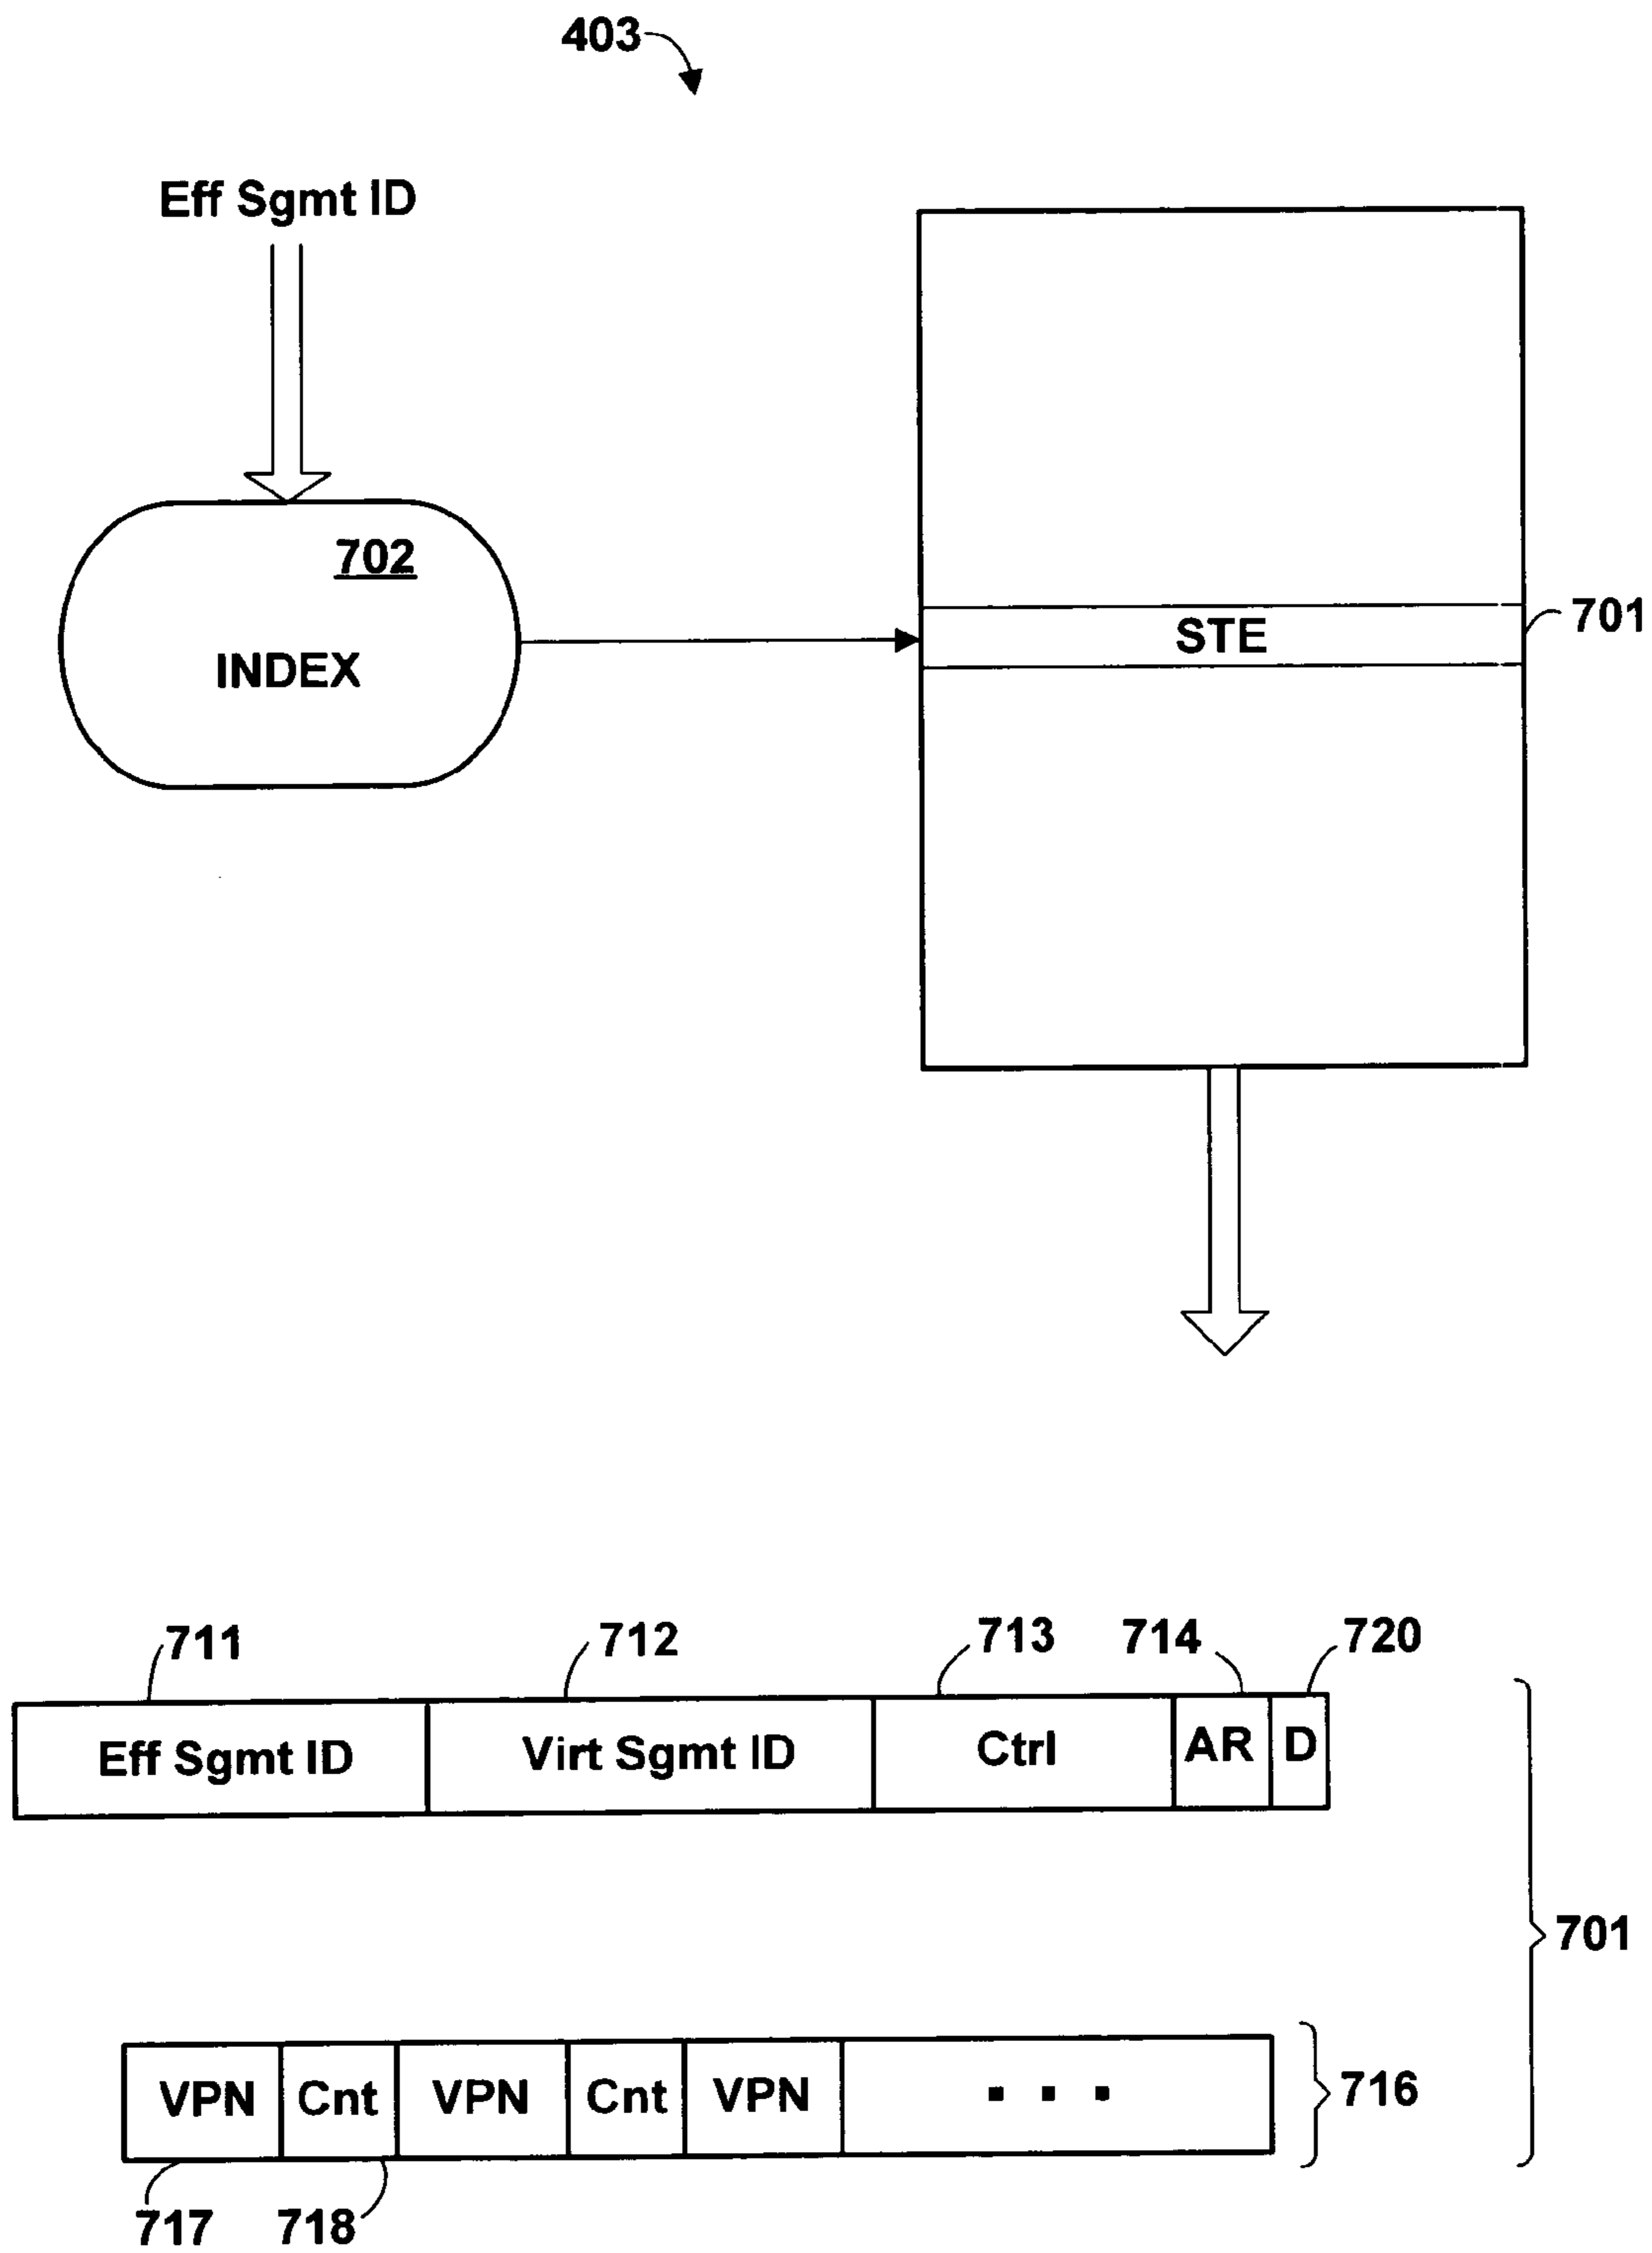 403
Eff Sgmt ID
702
INDEX
STE
701
711
712
713
714
720
Eff Sgmt ID
Virt Sgmt ID
Ctrl
AR
D
701
VPN
Cnt
VPN
Cnt
VPN
. . .
716
717
718